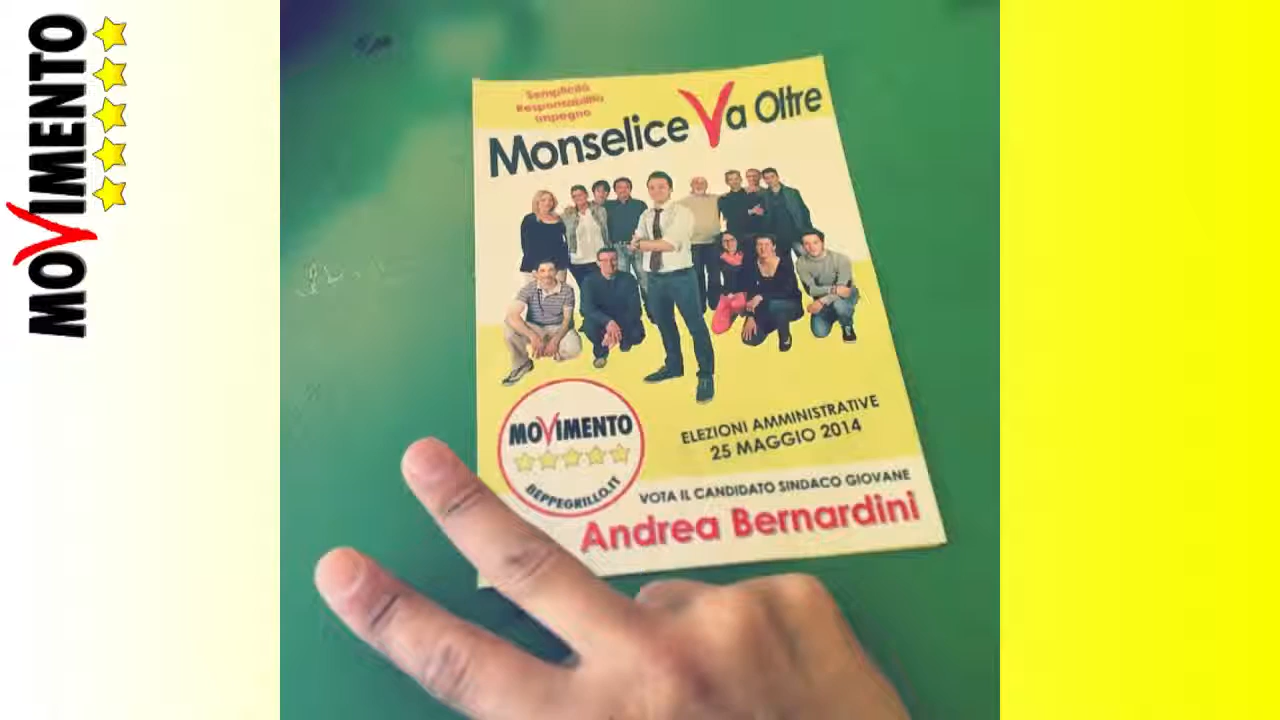 MOVIMENTO
Semplicità
Responsabilità
Impegno
Monselice Va Oltre
MOVIMENTO
BEPPEGRILLO.IT
ELEZIONI AMMINISTRATIVE
25 MAGGIO 2014
VOTA IL CANDIDATO SINDACO GIOVANE
Andrea Bernardini